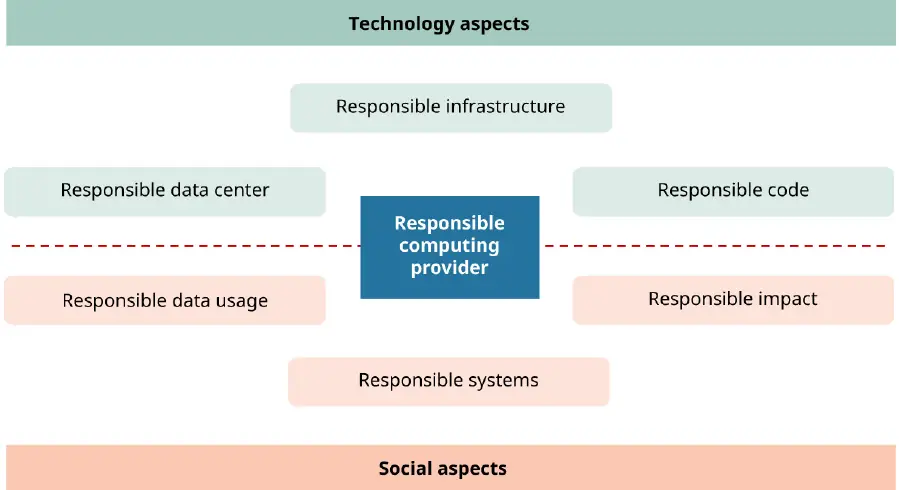 Technology aspects
Responsible infrastructure
Responsible data center
Responsible code
Responsible
computing
provider
Responsible data usage
Responsible impact
Responsible systems
Social aspects